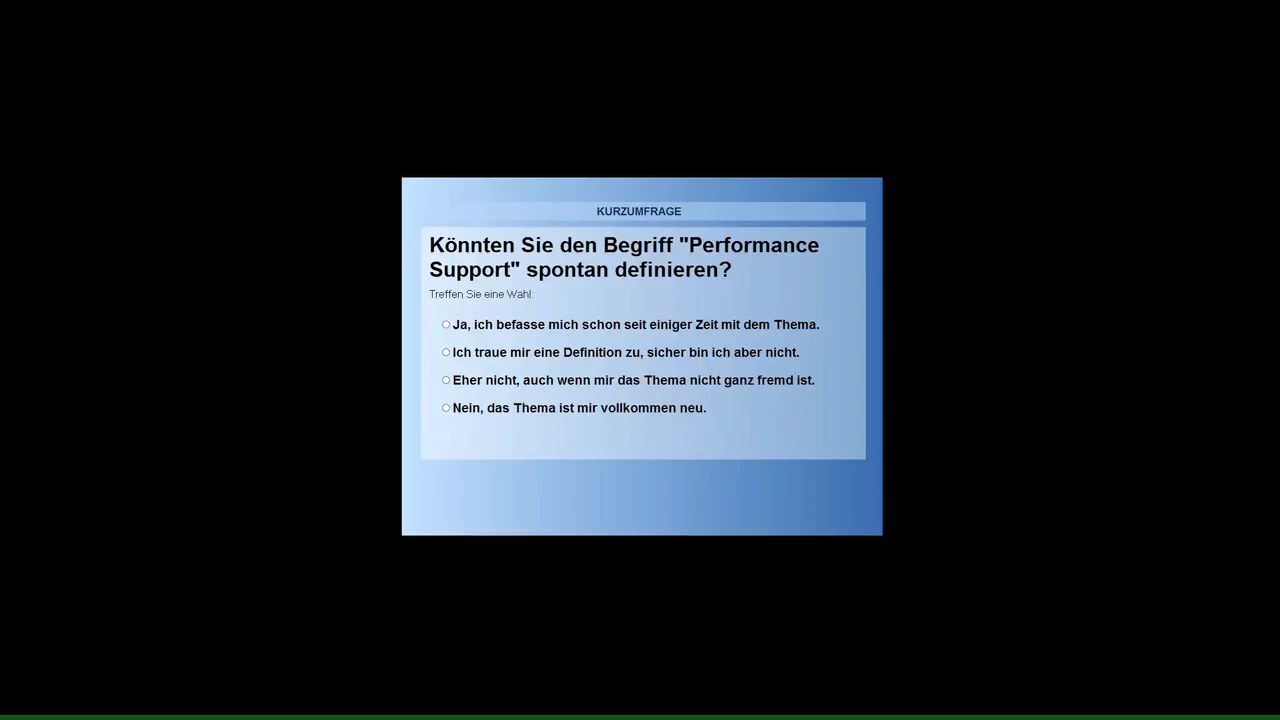 KURZUMFRAGE
Könnten Sie den Begriff "Performance
Support" spontan definieren?
Treffen Sie eine Wahl:
Ja, ich befasse mich schon seit einiger Zeit mit dem Thema.
Ich traue mir eine Definition zu, sicher bin ich aber nicht.
Eher nicht, auch wenn mir das Thema nicht ganz fremd ist.
Nein, das Thema ist mir vollkommen neu.